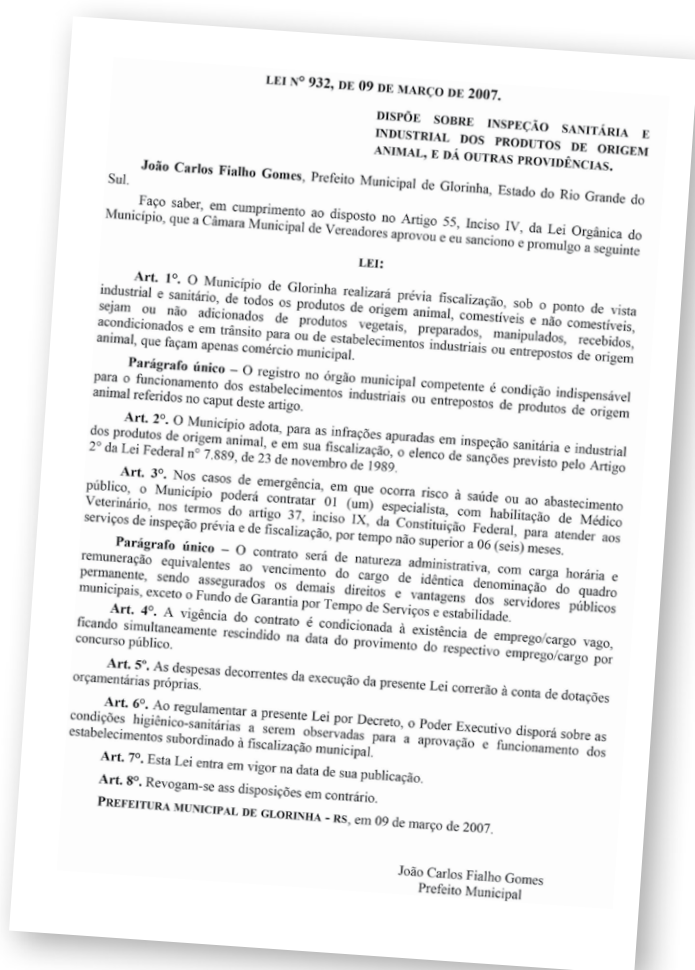 LEI Nº 932, DE 09 DE MARÇO DE 2007.
DISPÕE SOBRE INSPEÇÃO SANITÁRIA E
INDUSTRIAL DOS PRODUTOS DE ORIGEM
ANIMAL, E DÁ OUTRAS PROVIDÊNCIAS.
João Carlos Fialho Gomes, Prefeito Municipal de Glorinha, Estado do Rio Grande do
Sul.
Faço saber, em cumprimento ao disposto no Artigo 55, Inciso IV, da Lei Orgânica do
Município, que a Câmara Municipal de Vereadores aprovou e eu sanciono e promulgo a seguinte
LEI:
Art. 1º. O Município de Glorinha realizará prévia fiscalização, sob o ponto de vista
industrial e sanitário, de todos os produtos de origem animal, comestíveis e não comestíveis,
sejam ou não adicionados de produtos vegetais, preparados, manipulados, recebidos,
acondicionados e em trânsito para ou de estabelecimentos industriais ou entrepostos de origem
animal, que façam apenas comércio municipal.
Parágrafo único – O registro no órgão municipal competente é condição indispensável
para o funcionamento dos estabelecimentos industriais ou entrepostos de produtos de origem
animal referidos no caput deste artigo.
Art. 2º. O Município adota, para as infrações apuradas em inspeção sanitária e industrial
dos produtos de origem animal, e em sua fiscalização, o elenco de sanções previsto pelo Artigo
2º da Lei Federal nº 7.889, de 23 de novembro de 1989.
Art. 3º. Nos casos de emergência, em que ocorra risco à saúde ou ao abastecimento
público, o Município poderá contratar 01 (um) especialista, com habilitação de Médico
Veterinário, nos termos do artigo 37, inciso IX, da Constituição Federal, para atender aos
serviços de inspeção prévia e de fiscalização, por tempo não superior a 06 (seis) meses.
Parágrafo único – O contrato será de natureza administrativa, com carga horária e
remuneração equivalentes ao vencimento do cargo de idêntica denominação do quadro
permanente, sendo assegurados os demais direitos e vantagens dos servidores públicos
municipais, exceto o Fundo de Garantia por Tempo de Serviços e estabilidade.
Art. 4º. A vigência do contrato é condicionada à existência de emprego/cargo vago,
ficando simultaneamente rescindido na data do provimento do respectivo emprego/cargo por
concurso público.
Art. 5º. As despesas decorrentes da execução da presente Lei correrão à conta de dotações
orçamentárias próprias.
Art. 6º. Ao regulamentar a presente Lei por Decreto, o Poder Executivo disporá sobre as
condições higiênico-sanitárias a serem observadas para a aprovação e funcionamento dos
estabelecimentos subordinado à fiscalização municipal.
Art. 7º. Esta Lei entra em vigor na data de sua publicação.
Art. 8º. Revogam-se ass disposições em contrário.
PREFEITURA MUNICIPAL DE GLORINHA - RS, em 09 de março de 2007.
João Carlos Fialho Gomes
Prefeito Municipal